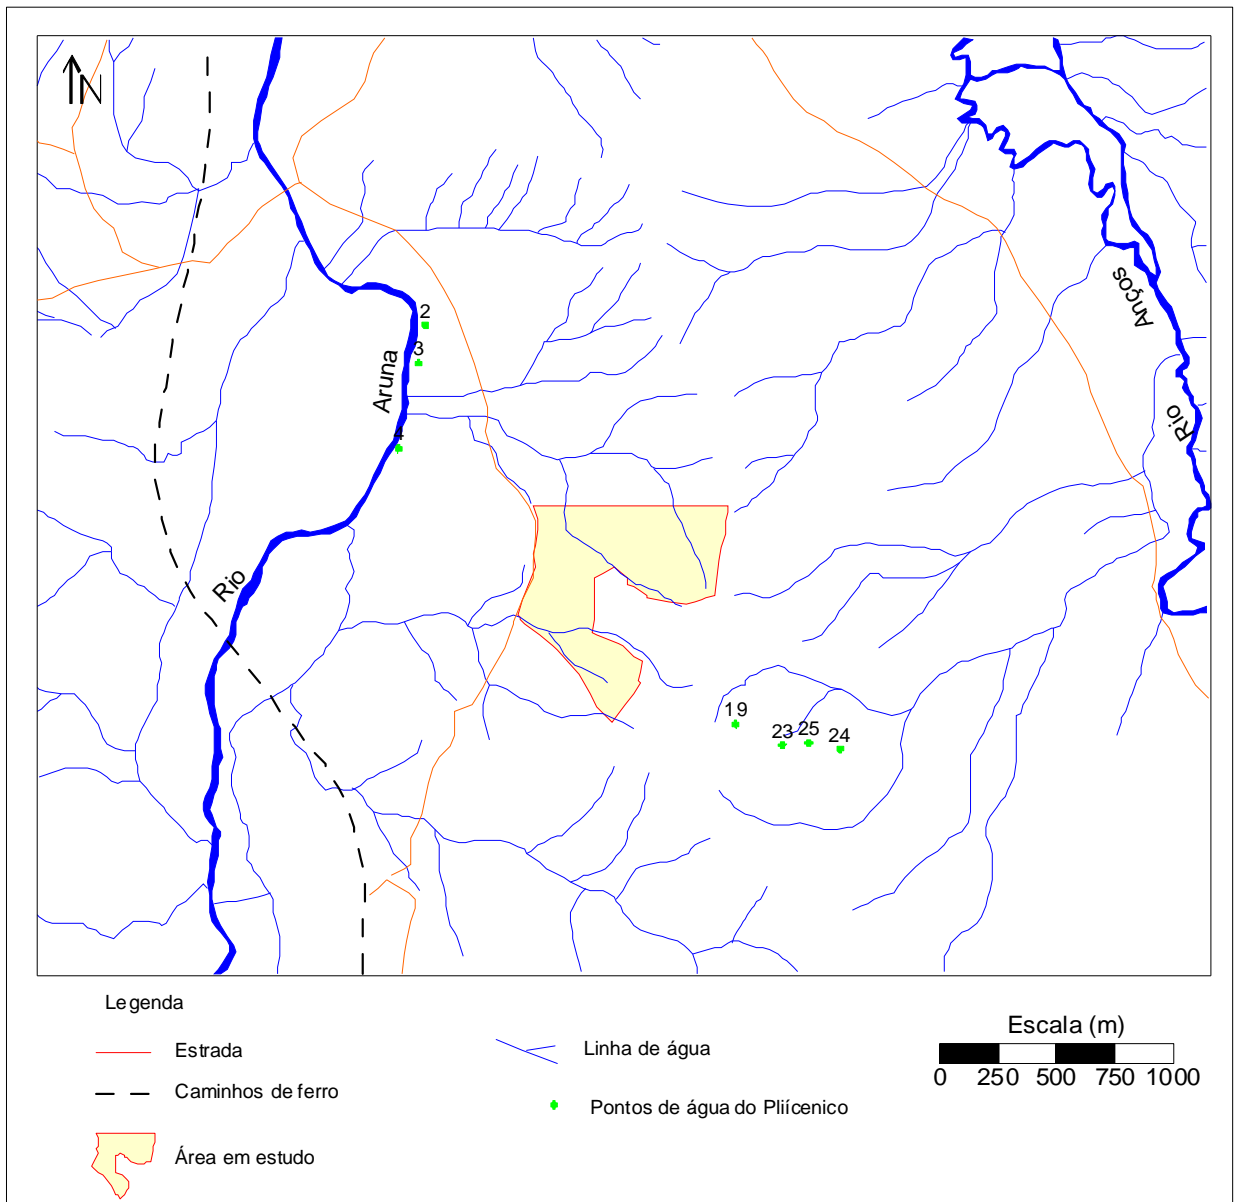 N
2
3
Aruna
4
Rio
Anços
Rio
19
23
25
24
Legenda
Estrada
Caminhos de ferro
Área em estudo
Linha de água
Pontos de água do Pliícenico
Escala (m)
0 250 500 750 1000